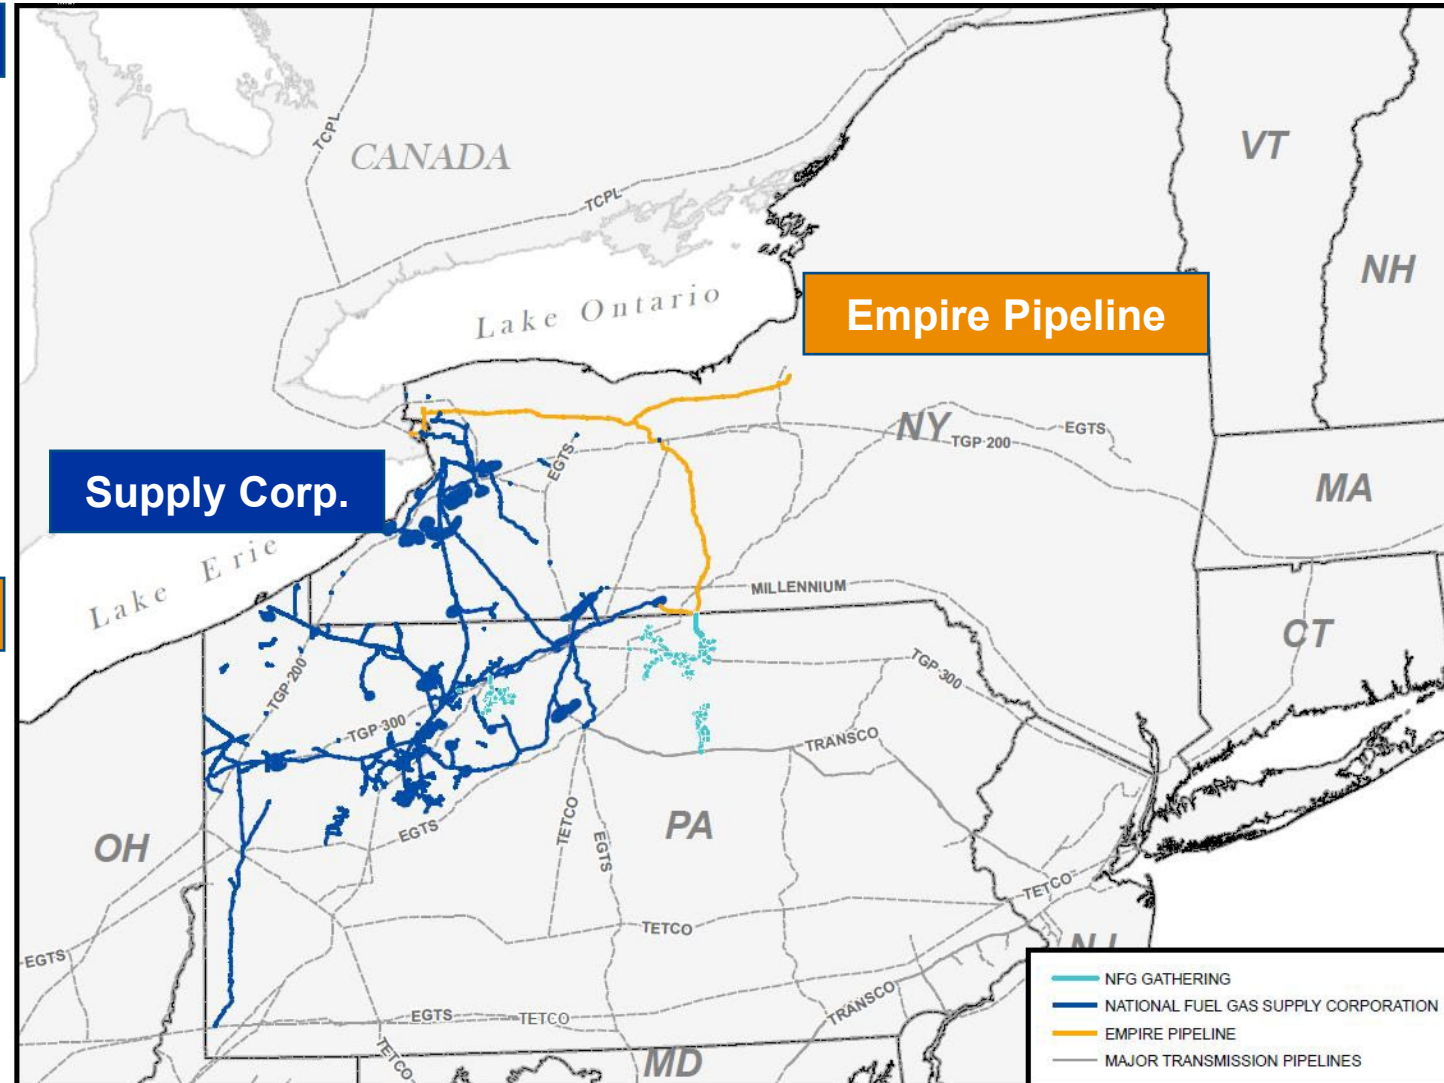 TCPL
CANADA
TCPL
VT
NH
Lake Ontario
Empire Pipeline
NY
EGTS
TGP 200
EGTS
Supply Corp.
MA
Lake Erie
MILLENNIUM
CT
TGP 200
TGP 300
TGP 300
TRANSCO
OH
EGTS
TETCO
EGTS
PA
TETCO
TETCO
EGTS
NJ
TRANSCO
EGTS
TETCO
TETCO
MD
NFG GATHERING
NATIONAL FUEL GAS SUPPLY CORPORATION
EMPIRE PIPELINE
MAJOR TRANSMISSION PIPELINES